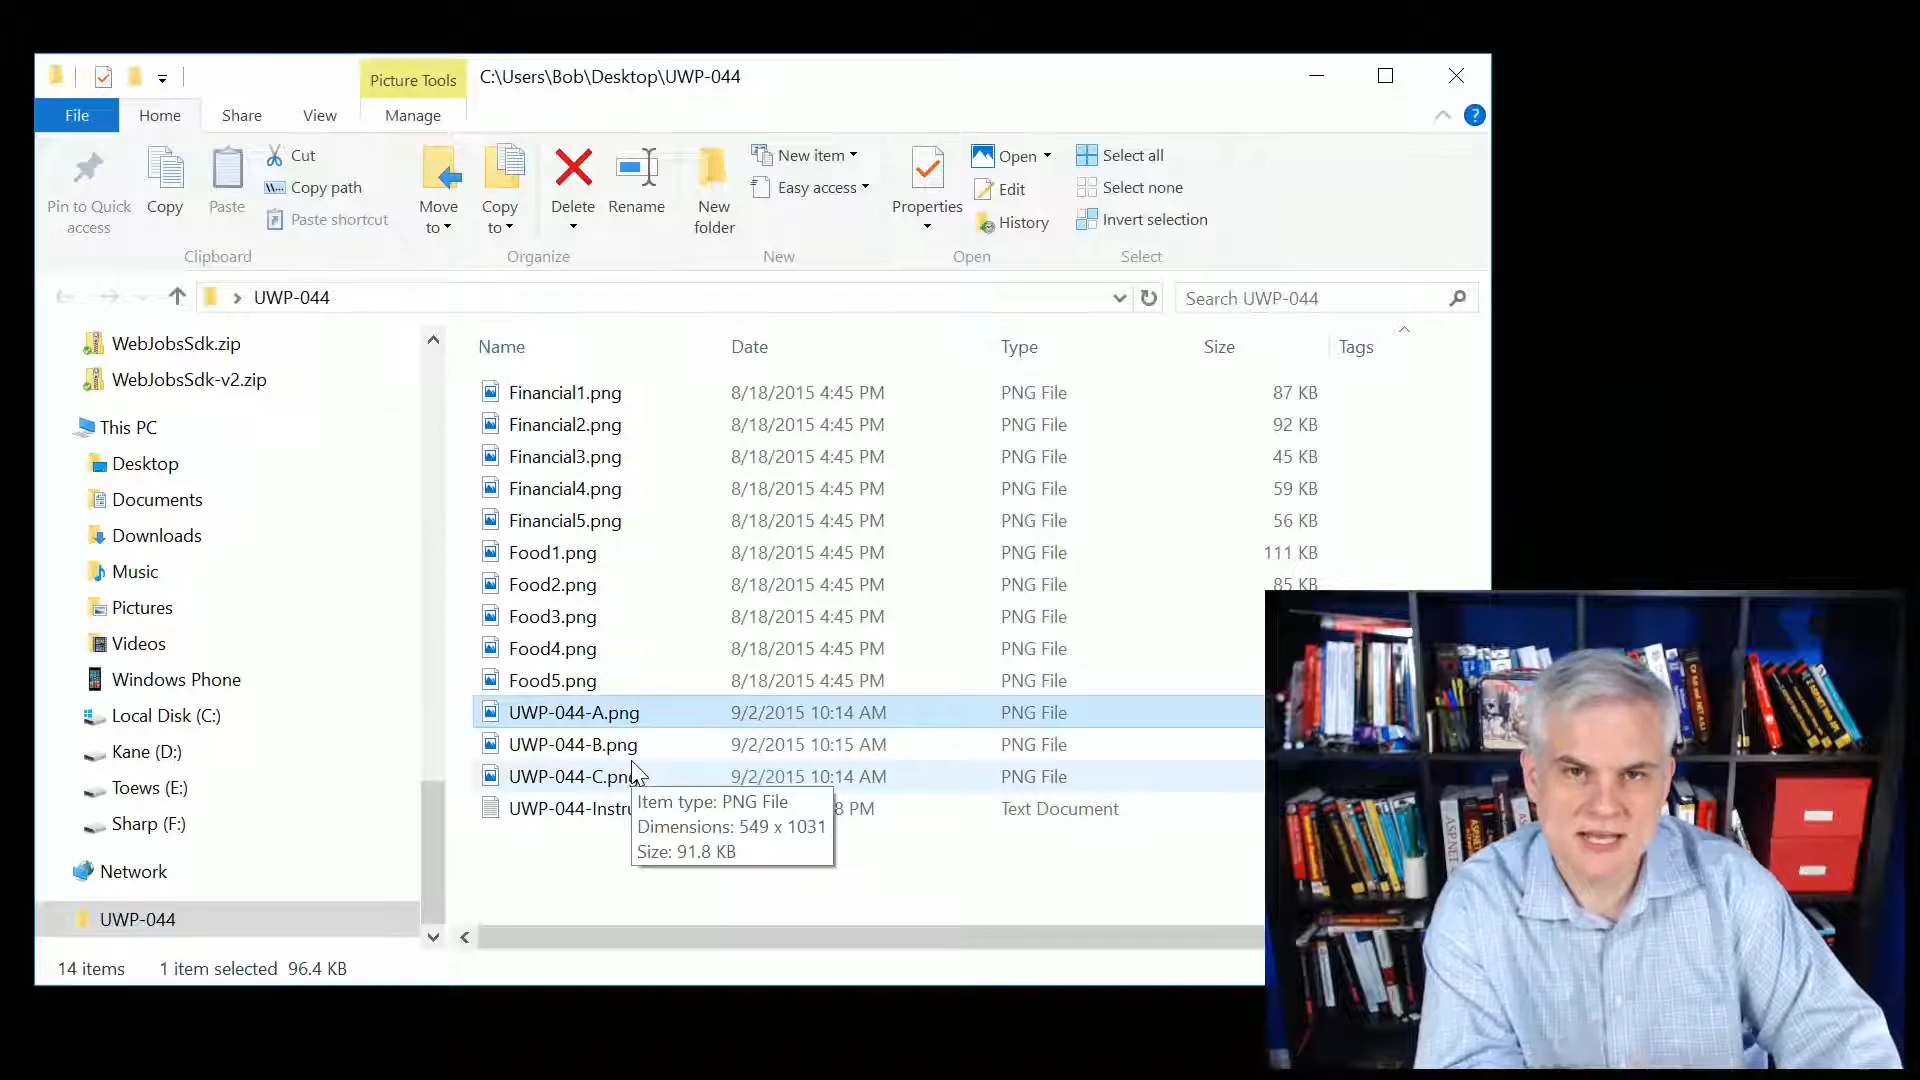 Picture Tools C:\Users\Bob\Desktop\UWP-044
File Home Share View Manage
Pin to Quick access
Copy
Paste
Cut
Copy path
Paste shortcut
Move to
Copy to
Delete
Rename
New folder
New item
Easy access
Properties
Open
Edit
History
Select all
Select none
Invert selection
Clipboard Organize New Open Select
UWP-044 Search UWP-044
WebJobsSdk.zip
WebJobsSdk-v2.zip
This PC
Desktop
Documents
Downloads
Music
Pictures
Videos
Windows Phone
Local Disk (C:)
Kane (D:)
Toews (E:)
Sharp (F:)
Network
UWP-044
Name Date Type Size Tags
Financial1.png 8/18/2015 4:45 PM PNG File 87 KB
Financial2.png 8/18/2015 4:45 PM PNG File 92 KB
Financial3.png 8/18/2015 4:45 PM PNG File 45 KB
Financial4.png 8/18/2015 4:45 PM PNG File 59 KB
Financial5.png 8/18/2015 4:45 PM PNG File 56 KB
Food1.png 8/18/2015 4:45 PM PNG File 111 KB
Food2.png 8/18/2015 4:45 PM PNG File 85 KB
Food3.png 8/18/2015 4:45 PM PNG File
Food4.png 8/18/2015 4:45 PM PNG File
Food5.png 8/18/2015 4:45 PM PNG File
UWP-044-A.png 9/2/2015 10:14 AM PNG File
UWP-044-B.png 9/2/2015 10:15 AM PNG File
UWP-044-C.png 9/2/2015 10:14 AM PNG File
UWP-044-Instru 8 PM Text Document
Item type: PNG File
Dimensions: 549 x 1031
Size: 91.8 KB
14 items 1 item selected 96.4 KB